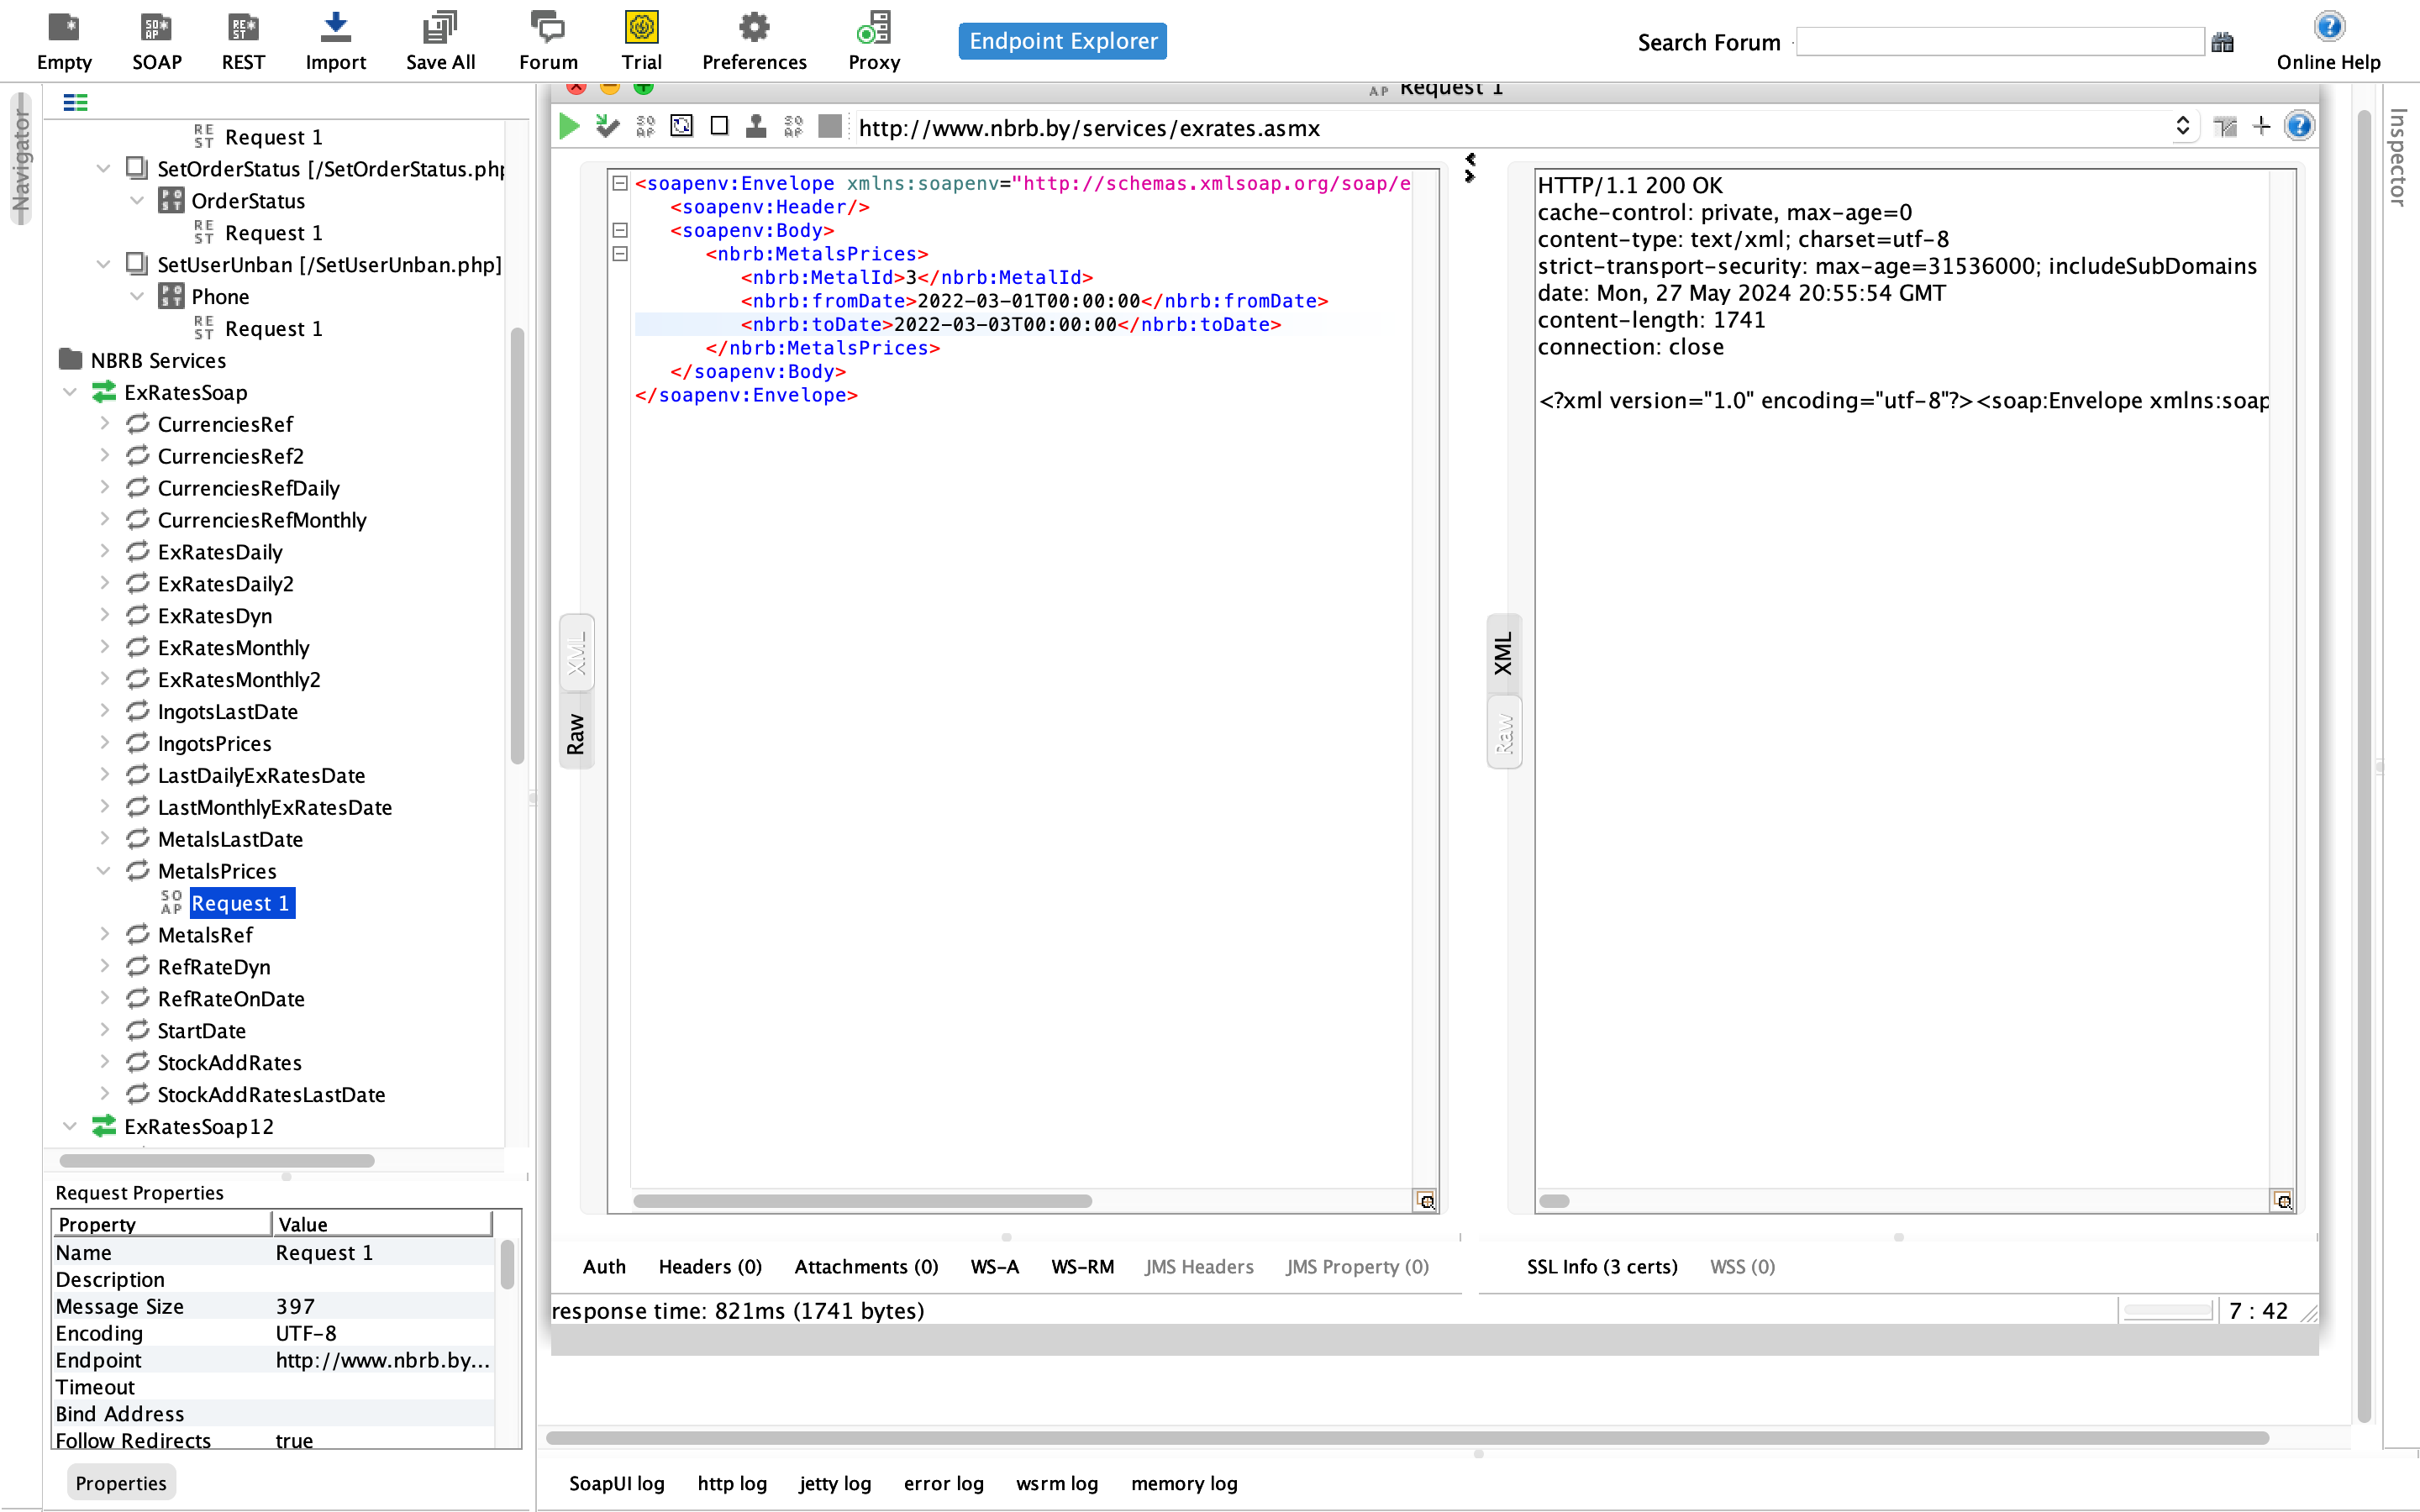 Empty
SOAP
REST
Import
Save All
Forum
Trial
Preferences
Proxy
Endpoint Explorer
Search Forum
Online Help
Navigator
Request 1
SetOrderStatus [/SetOrderStatus.php
OrderStatus
Request 1
SetUserUnban [/SetUserUnban.php]
Phone
Request 1
NBRB Services
ExRatesSoap
CurrenciesRef
CurrenciesRef2
CurrenciesRefDaily
CurrenciesRefMonthly
ExRatesDaily
ExRatesDaily2
ExRatesDyn
ExRatesMonthly
ExRatesMonthly2
IngotsLastDate
IngotsPrices
LastDailyExRatesDate
LastMonthlyExRatesDate
MetalsLastDate
MetalsPrices
Request 1
MetalsRef
RefRateDyn
RefRateOnDate
StartDate
StockAddRates
StockAddRatesLastDate
ExRatesSoap12
Request Properties
Property Value
Name Request 1
Description
Message Size 397
Encoding UTF-8
Endpoint http://www.nbrb.by...
Timeout
Bind Address
Follow Redirects true
Properties
Request 1
http://www.nbrb.by/services/exrates.asmx
<soapenv:Envelope xmlns:soapenv="http://schemas.xmlsoap.org/soap/e
<soapenv:Header/>
<soapenv:Body>
<nbrb:MetalsPrices>
<nbrb:MetalId>3</nbrb:MetalId>
<nbrb:fromDate>2022-03-01T00:00:00</nbrb:fromDate>
<nbrb:toDate>2022-03-03T00:00:00</nbrb:toDate>
</nbrb:MetalsPrices>
</soapenv:Body>
</soapenv:Envelope>
XML
Raw
HTTP/1.1 200 OK
cache-control: private, max-age=0
content-type: text/xml; charset=utf-8
strict-transport-security: max-age=31536000; includeSubDomains
date: Mon, 27 May 2024 20:55:54 GMT
content-length: 1741
connection: close
<?xml version="1.0" encoding="utf-8"?><soap:Envelope xmlns:soap
XML
Raw
Auth
Headers (0)
Attachments (0)
WS-A
WS-RM
JMS Headers
JMS Property (0)
SSL Info (3 certs)
WSS (0)
response time: 821ms (1741 bytes)
7 : 42
Inspector
SoapUI log
http log
jetty log
error log
wsrm log
memory log